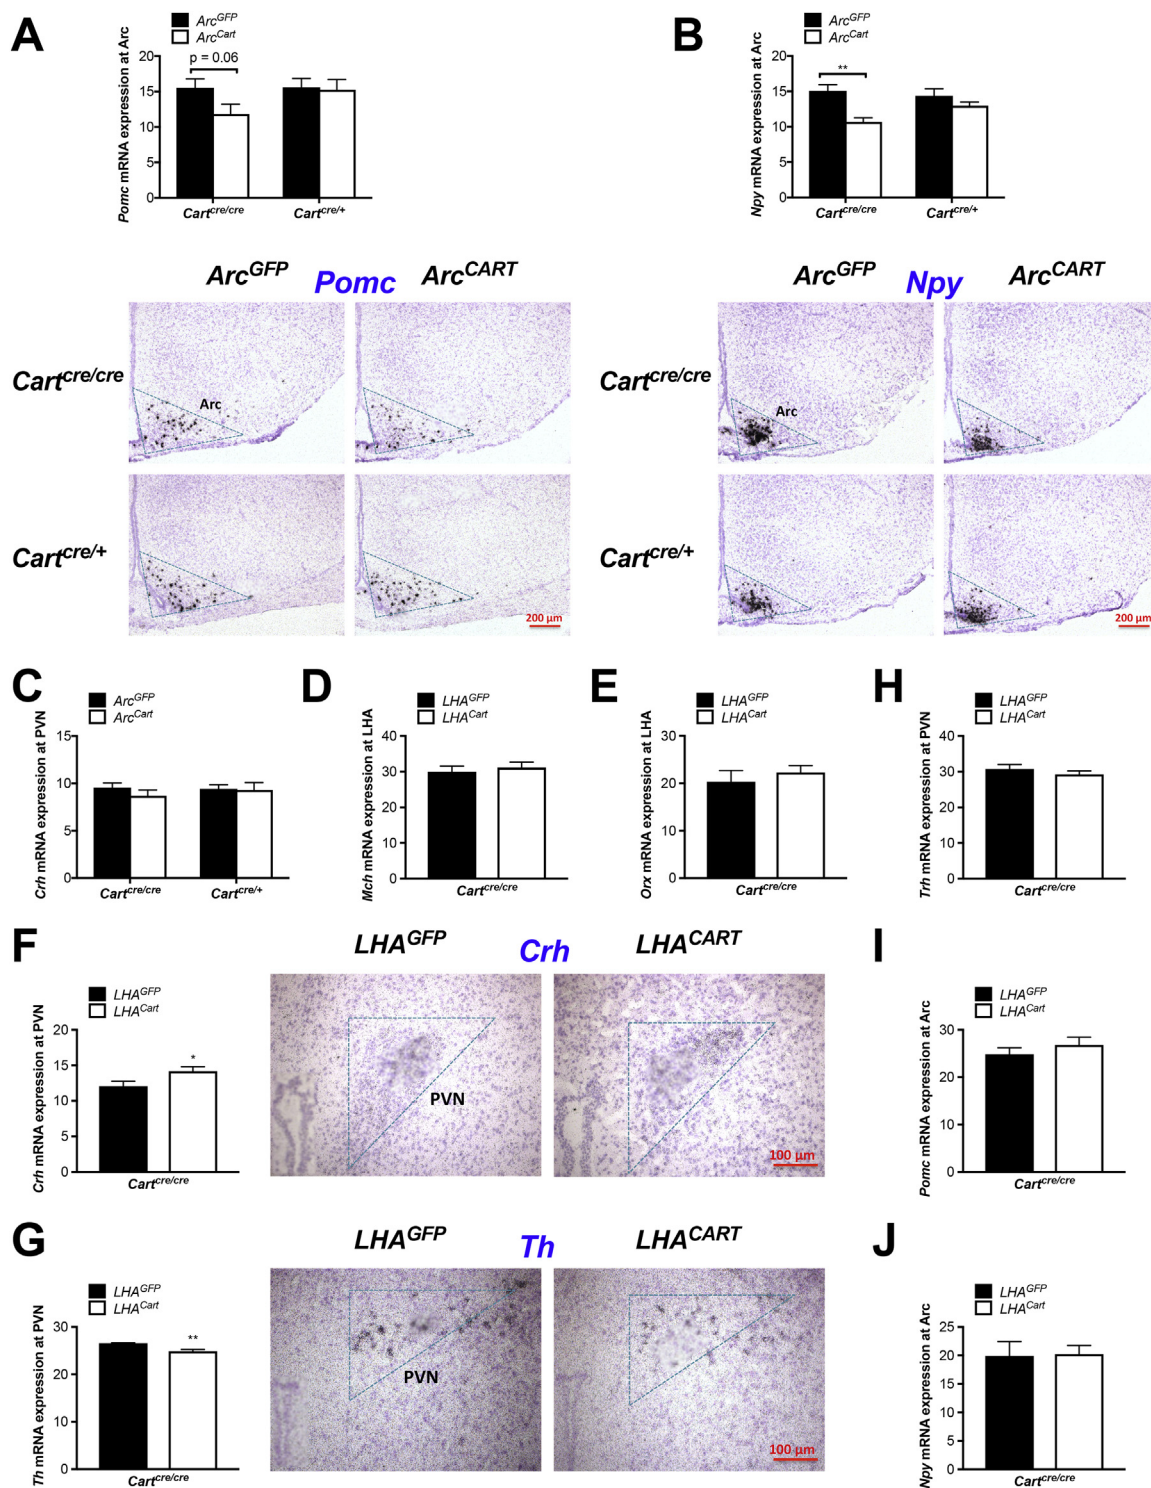 A
Arc^GFP
Arc^Cart
p = 0.06
Pomc mRNA expression at Arc
20
15
10
5
0
Cart^cre/cre
Cart^cre/+
B
Arc^GFP
Arc^Cart
**
Npy mRNA expression at Arc
20
15
10
5
0
Cart^cre/cre
Cart^cre/+
Arc^GFP
Pomc
Arc^CART
Cart^cre/cre
Arc
Cart^cre/+
200 µm
Arc^GFP
Npy
Arc^CART
Cart^cre/cre
Arc
Cart^cre/+
200 µm
C
Arc^GFP
Arc^Cart
Crh mRNA expression at PVN
15
10
5
0
Cart^cre/cre
Cart^cre/+
D
LHA^GFP
LHA^Cart
Mch mRNA expression at LHA
40
30
20
10
0
Cart^cre/cre
E
LHA^GFP
LHA^Cart
Orx mRNA expression at LHA
30
20
10
0
Cart^cre/cre
H
LHA^GFP
LHA^Cart
Trh mRNA expression at PVN
40
30
20
10
0
Cart^cre/cre
F
LHA^GFP
LHA^Cart
*
Crh mRNA expression at PVN
20
15
10
5
0
Cart^cre/cre
LHA^GFP
Crh
LHA^CART
PVN
100 µm
I
LHA^GFP
LHA^Cart
Pomc mRNA expression at Arc
30
20
10
0
Cart^cre/cre
G
LHA^GFP
LHA^Cart
**
Th mRNA expression at PVN
30
20
10
0
Cart^cre/cre
LHA^GFP
Th
LHA^CART
PVN
100 µm
J
LHA^GFP
LHA^Cart
Npy mRNA expression at Arc
25
20
15
10
5
0
Cart^cre/cre